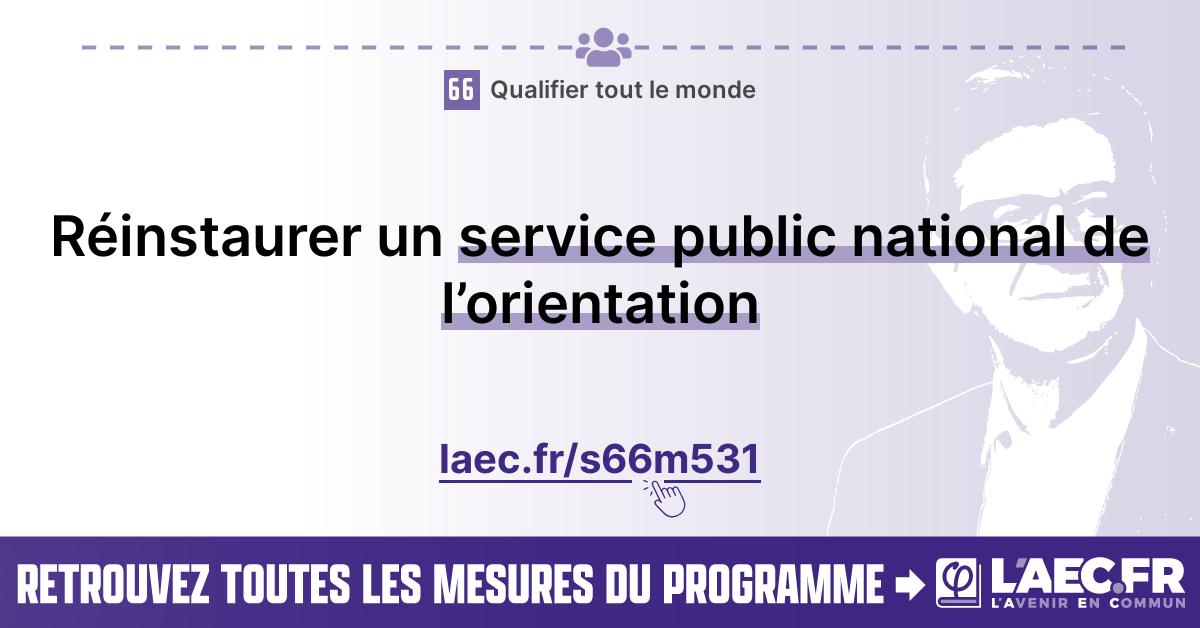 66 Qualifier tout le monde
Réinstaurer un service public national de
l’orientation
laec.fr/s66m531
RETROUVEZ TOUTES LES MESURES DU PROGRAMME
L'AEC.FR
L'AVENIR EN COMMUN